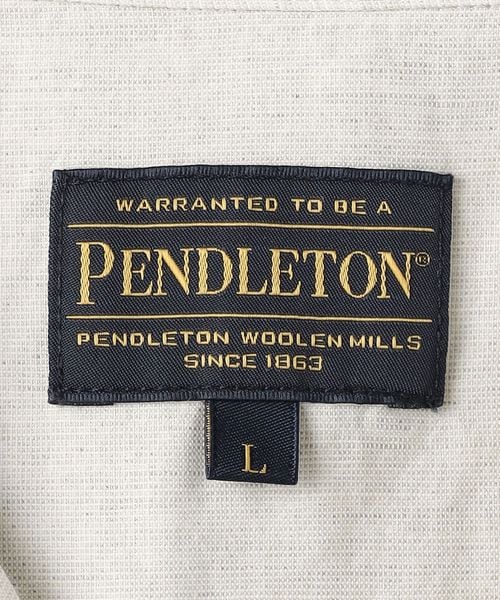 WARRANTED TO BE A
PENDLETON®
PENDLETON WOOLEN MILLS
SINCE 1863
L